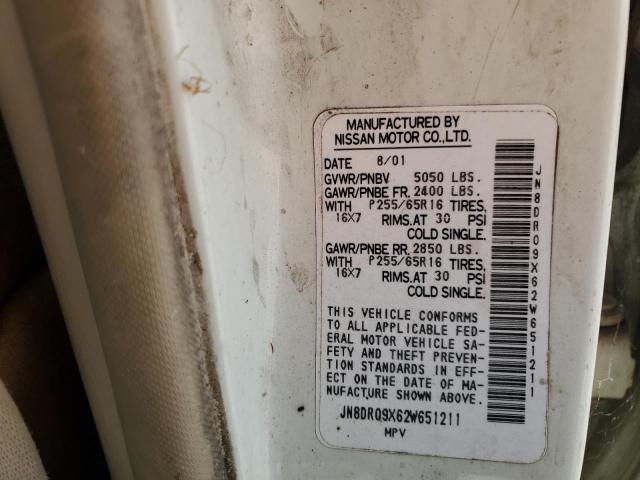 MANUFACTURED BY
NISSAN MOTOR CO.,LTD.
DATE 8/01
GVWR/PNBV 5050 LBS.
GAWR/PNBE FR. 2400 LBS.
WITH P255/65R16 TIRES,
16X7 RIMS.AT 30 PSI
COLD SINGLE.
GAWR/PNBE RR. 2850 LBS.
WITH P255/65R16 TIRES,
16X7 RIMS.AT 30 PSI
COLD SINGLE.
THIS VEHICLE CONFORMS
TO ALL APPLICABLE FED-
ERAL MOTOR VEHICLE SA-
FETY AND THEFT PREVEN-
TION STANDARDS IN EFF-
ECT ON THE DATE OF MA-
NUFACTURE SHOWN ABOVE.
JN8DR09X62W651211
MPV
JN8DR09X62W651211